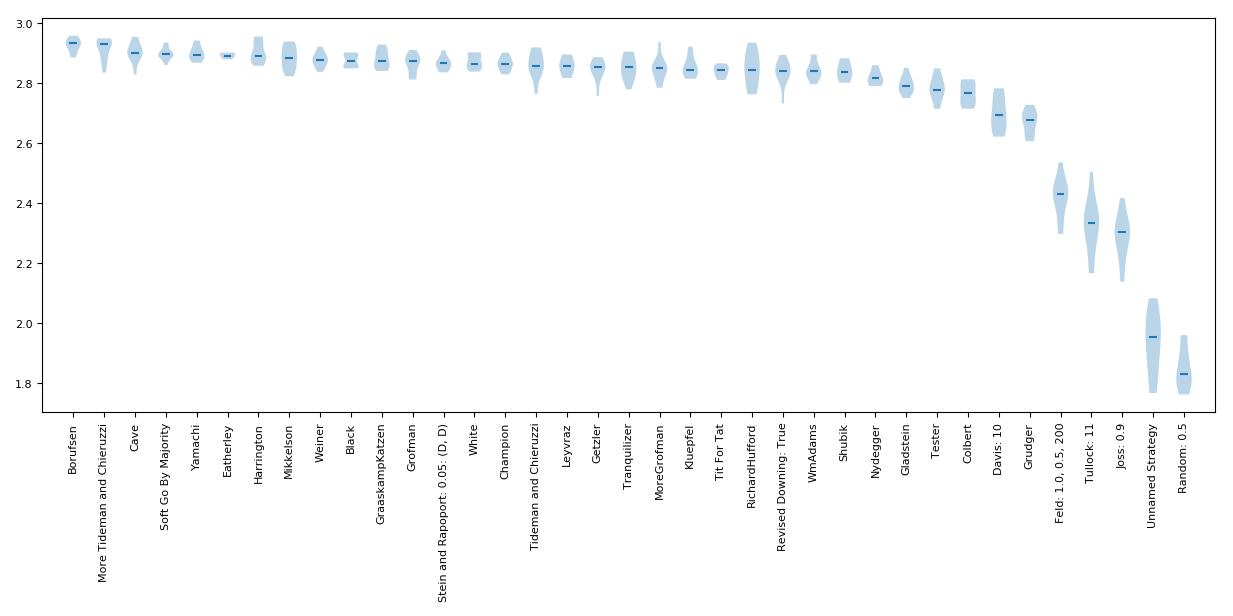 3.0
2.8
2.6
2.4
2.2
2.0
1.8
Borufsen
More Tideman and Chieruzzi
Cave
Soft Go By Majority
Yamachi
Eatherley
Harrington
Mikkelson
Weiner
Black
GraaskampKatzen
Grofman
Stein and Rapoport: 0.05: (D, D)
White
Champion
Tideman and Chieruzzi
Leyvraz
Getzler
Tranquilizer
MoreGrofman
Kluepfel
Tit For Tat
RichardHufford
Revised Downing: True
WmAdams
Shubik
Nydegger
Gladstein
Tester
Colbert
Davis: 10
Grudger
Feld: 1.0, 0.5, 200
Tullock: 11
Joss: 0.9
Unnamed Strategy
Random: 0.5